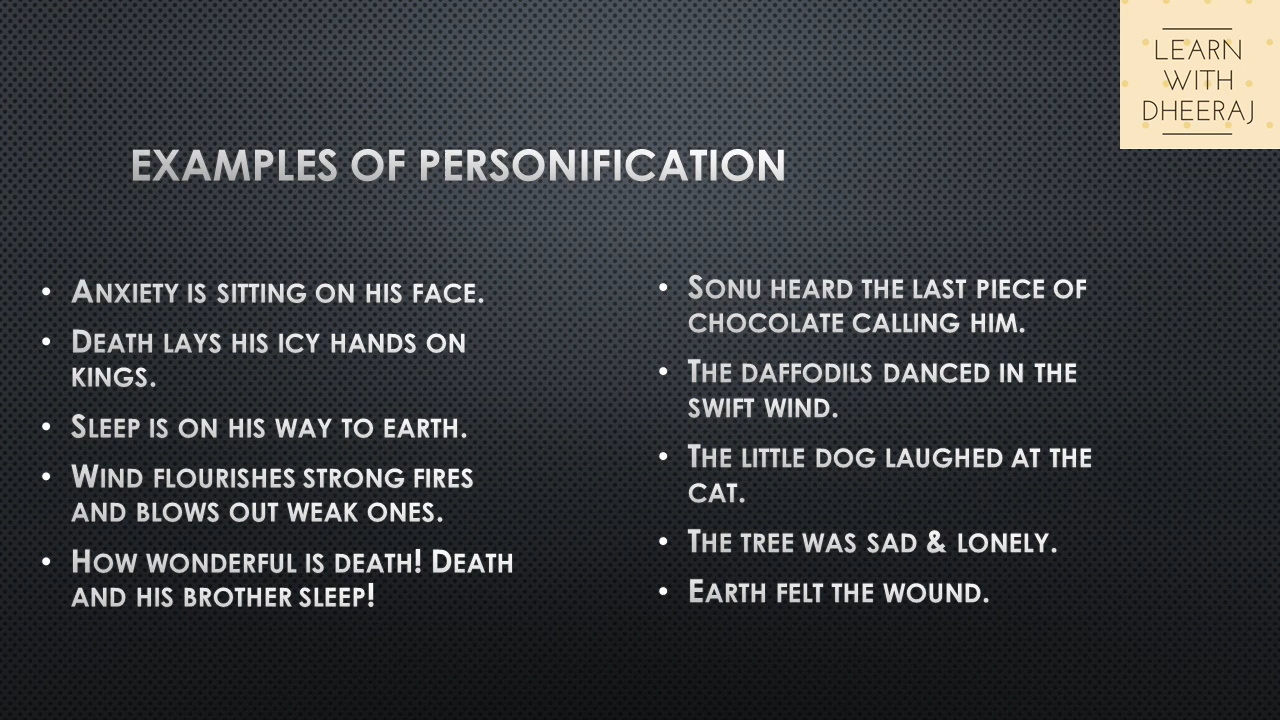 LEARN
WITH
DHEERAJ
EXAMPLES OF PERSONIFICATION
• ANXIETY IS SITTING ON HIS FACE.
• DEATH LAYS HIS ICY HANDS ON
KINGS.
• SLEEP IS ON HIS WAY TO EARTH.
• WIND FLOURISHES STRONG FIRES
AND BLOWS OUT WEAK ONES.
• HOW WONDERFUL IS DEATH! DEATH
AND HIS BROTHER SLEEP!
• SONU HEARD THE LAST PIECE OF
CHOCOLATE CALLING HIM.
• THE DAFFODILS DANCED IN THE
SWIFT WIND.
• THE LITTLE DOG LAUGHED AT THE
CAT.
• THE TREE WAS SAD & LONELY.
• EARTH FELT THE WOUND.